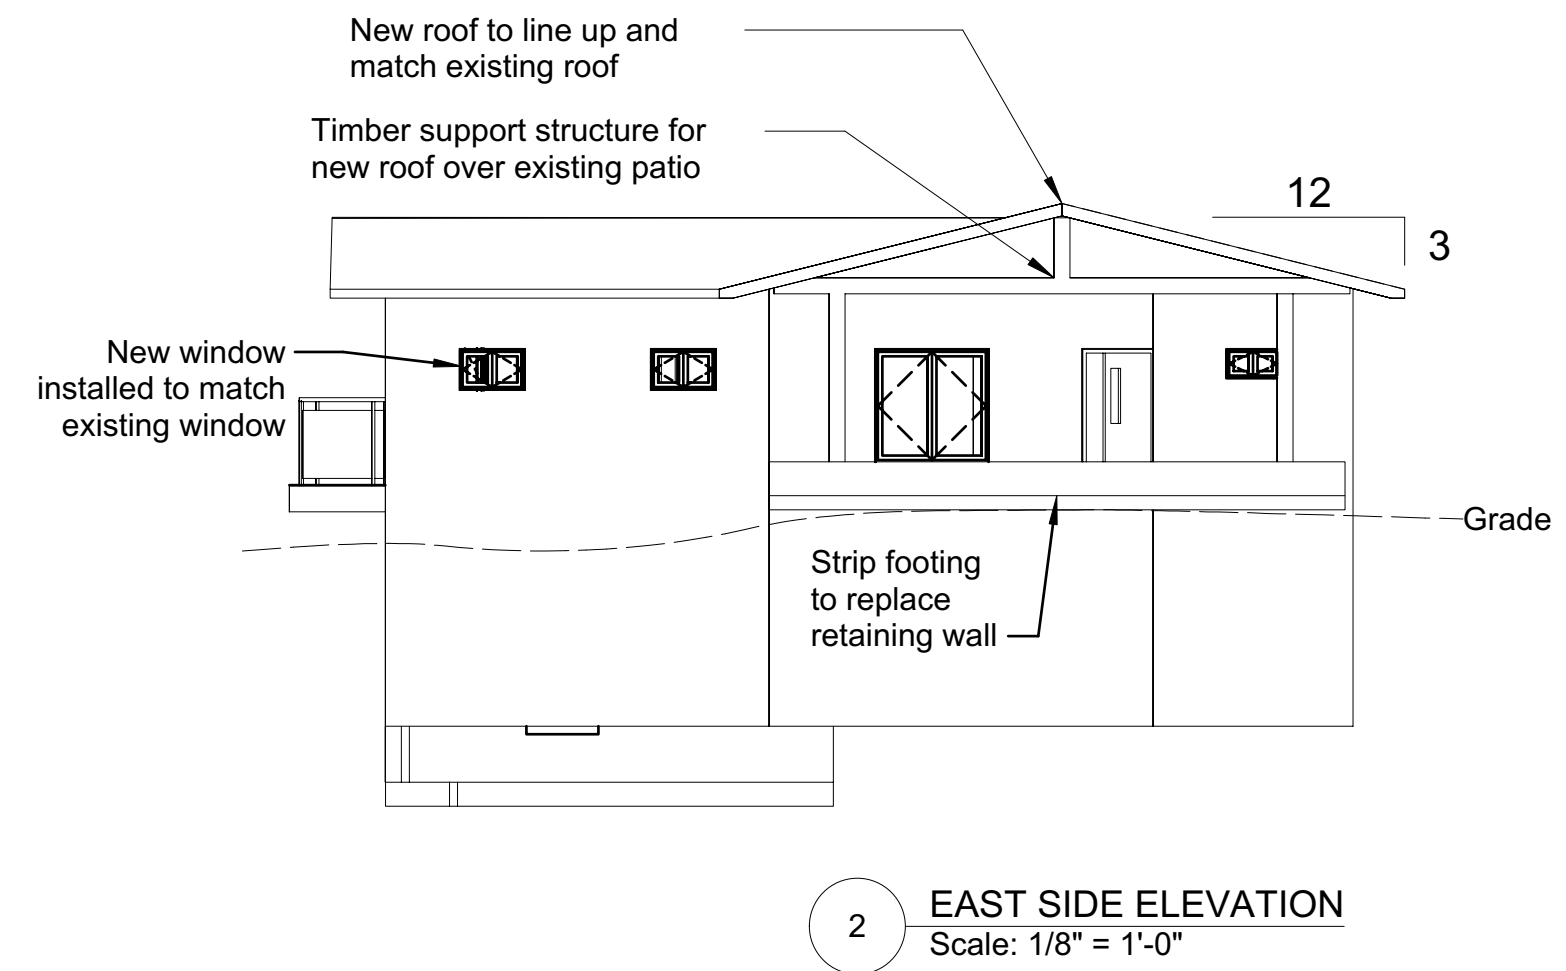 New roof to line up and
match existing roof
Timber support structure for
new roof over existing patio
12
3
New window
installed to match
existing window
Grade
Strip footing
to replace
retaining wall
2
EAST SIDE ELEVATION
Scale: 1/8" = 1'-0"